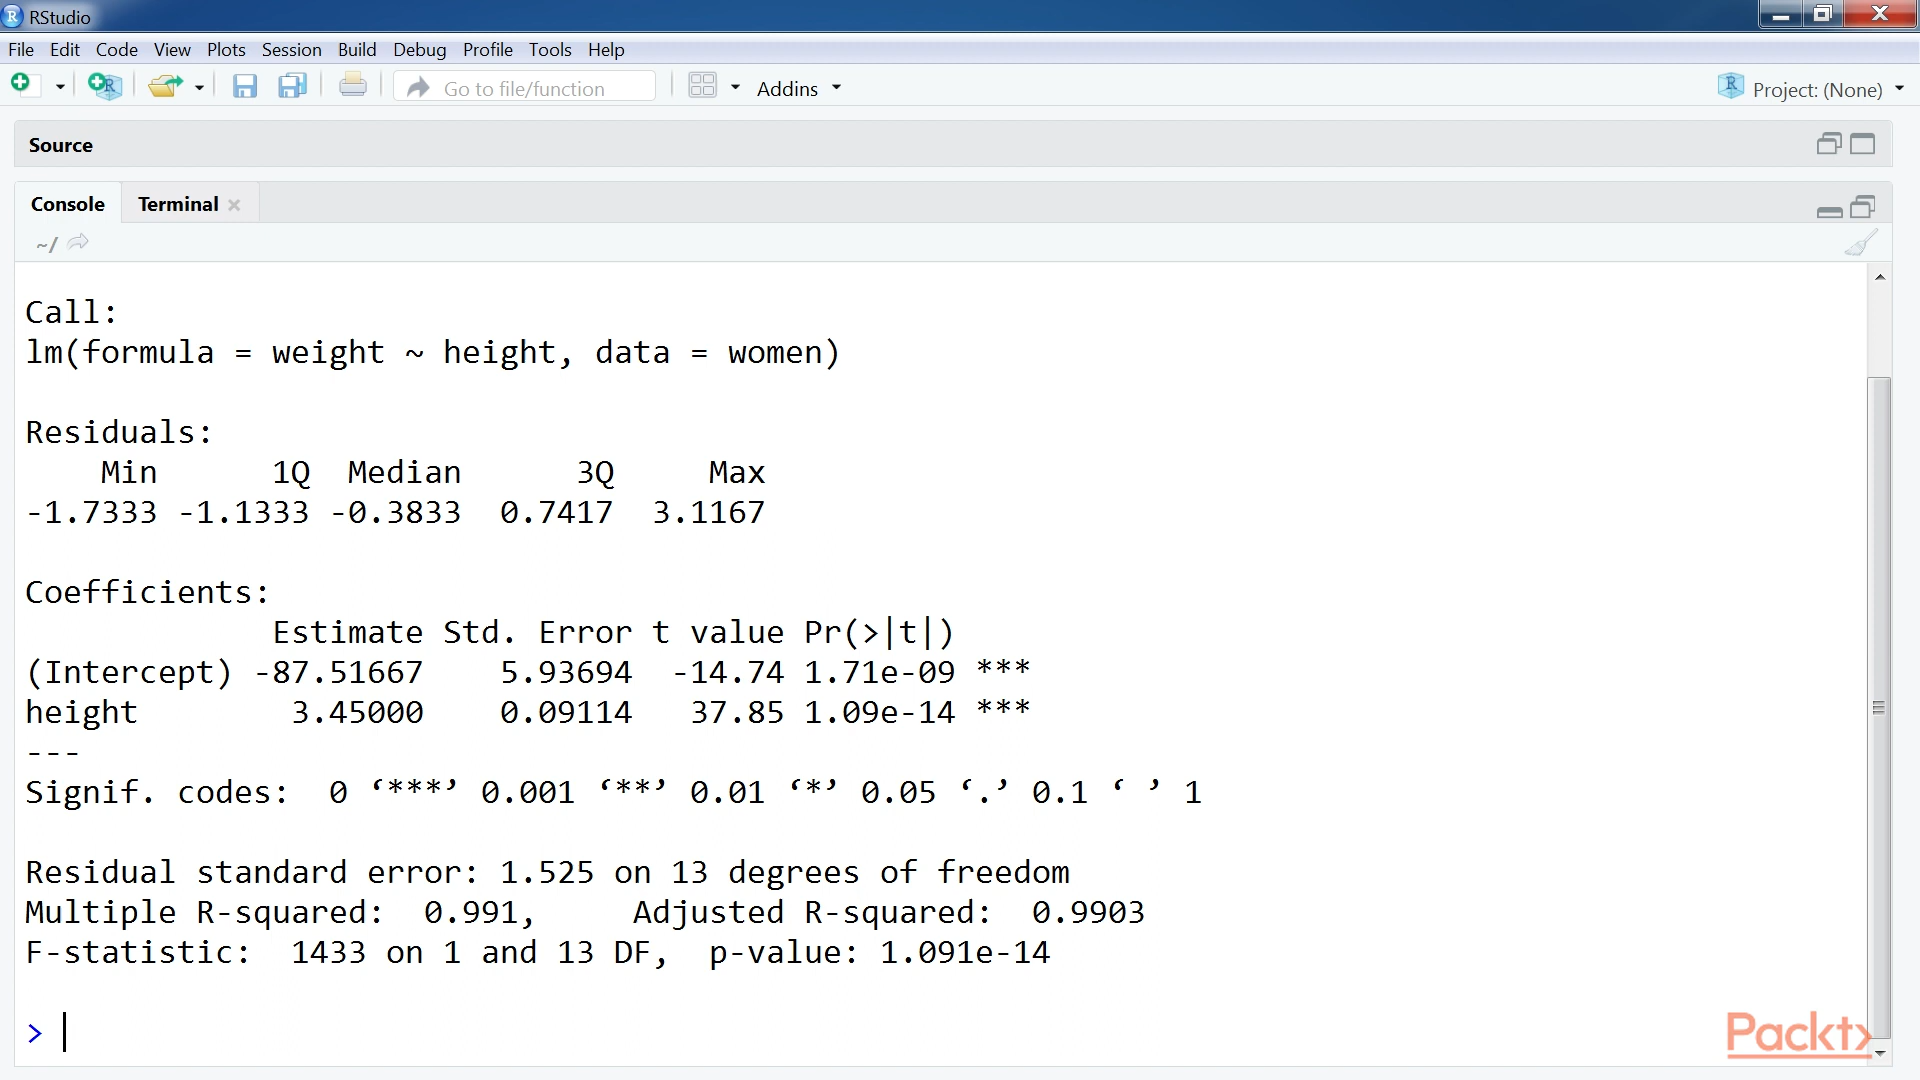 RStudio
File Edit Code View Plots Session Build Debug Profile Tools Help
Go to file/function Addins Project: (None)
Source
Console Terminal
~/
Call:
lm(formula = weight ~ height, data = women)
Residuals:
    Min      1Q  Median      3Q     Max
-1.7333 -1.1333 -0.3833  0.7417  3.1167
Coefficients:
             Estimate Std. Error t value Pr(>|t|)
(Intercept) -87.51667    5.93694  -14.74 1.71e-09 ***
height        3.45000    0.09114   37.85 1.09e-14 ***
---
Signif. codes:  0 ‘***’ 0.001 ‘**’ 0.01 ‘*’ 0.05 ‘.’ 0.1 ‘ ’ 1
Residual standard error: 1.525 on 13 degrees of freedom
Multiple R-squared:  0.991,     Adjusted R-squared:  0.9903
F-statistic:  1433 on 1 and 13 DF,  p-value: 1.091e-14
>
Packt>